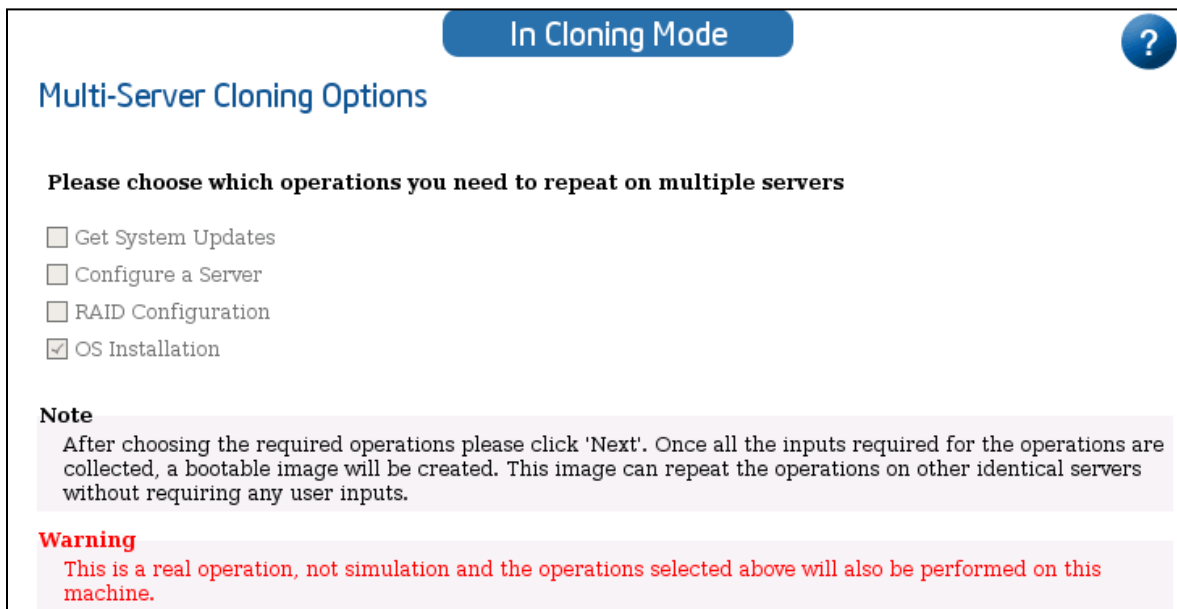 In Cloning Mode
?
Multi-Server Cloning Options
Please choose which operations you need to repeat on multiple servers
Get System Updates
Configure a Server
RAID Configuration
OS Installation
Note
After choosing the required operations please click 'Next'. Once all the inputs required for the operations are
collected, a bootable image will be created. This image can repeat the operations on other identical servers
without requiring any user inputs.
Warning
This is a real operation, not simulation and the operations selected above will also be performed on this
machine.